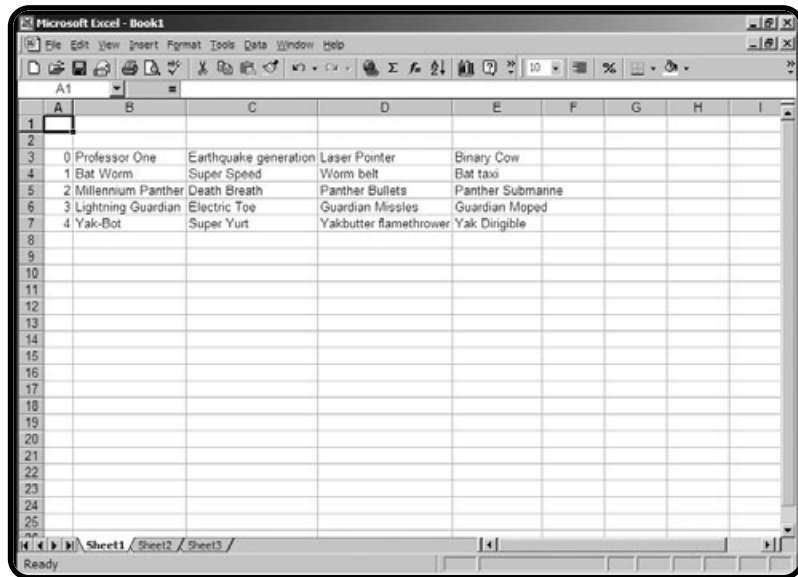 Microsoft Excel - Book1
File Edit View Insert Format Tools Data Window Help
10
A1 =
A B C D E F G H I
1
2
3 0 Professor One Earthquake generation Laser Pointer Binary Cow
4 1 Bat Worm Super Speed Worm belt Bat taxi
5 2 Millennium Panther Death Breath Panther Bullets Panther Submarine
6 3 Lightning Guardian Electric Toe Guardian Missles Guardian Moped
7 4 Yak-Bot Super Yurt Yakbutter flamethrower Yak Dirigible
8
9
10
11
12
13
14
15
16
17
18
19
20
21
22
23
24
25
Sheet1 Sheet2 Sheet3
Ready